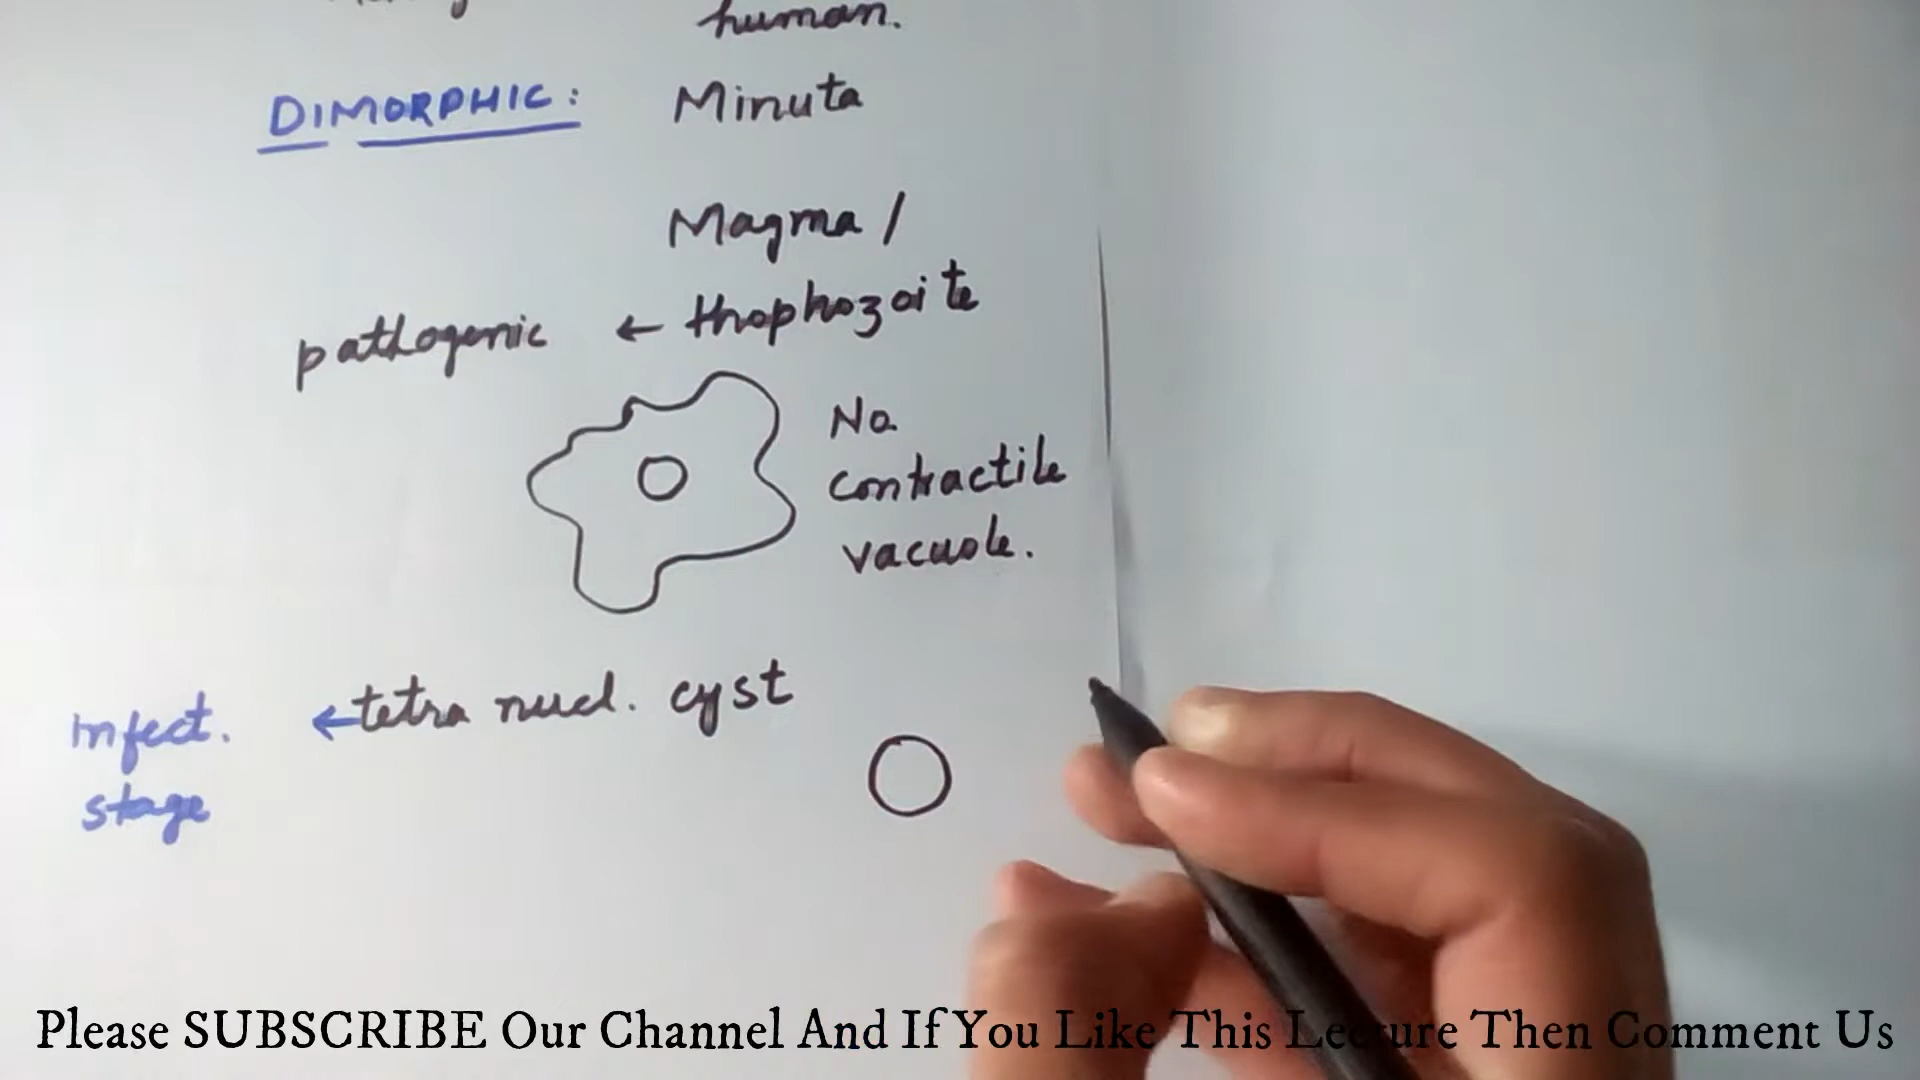 human.
DIMORPHIC: Minuta
Magma /
pathogenic ← thophozoite
No
contractile
vacuole.
Infect. ← tetra nucl. cyst
stage
Please SUBSCRIBE Our Channel And If You Like This Lecture Then Comment Us